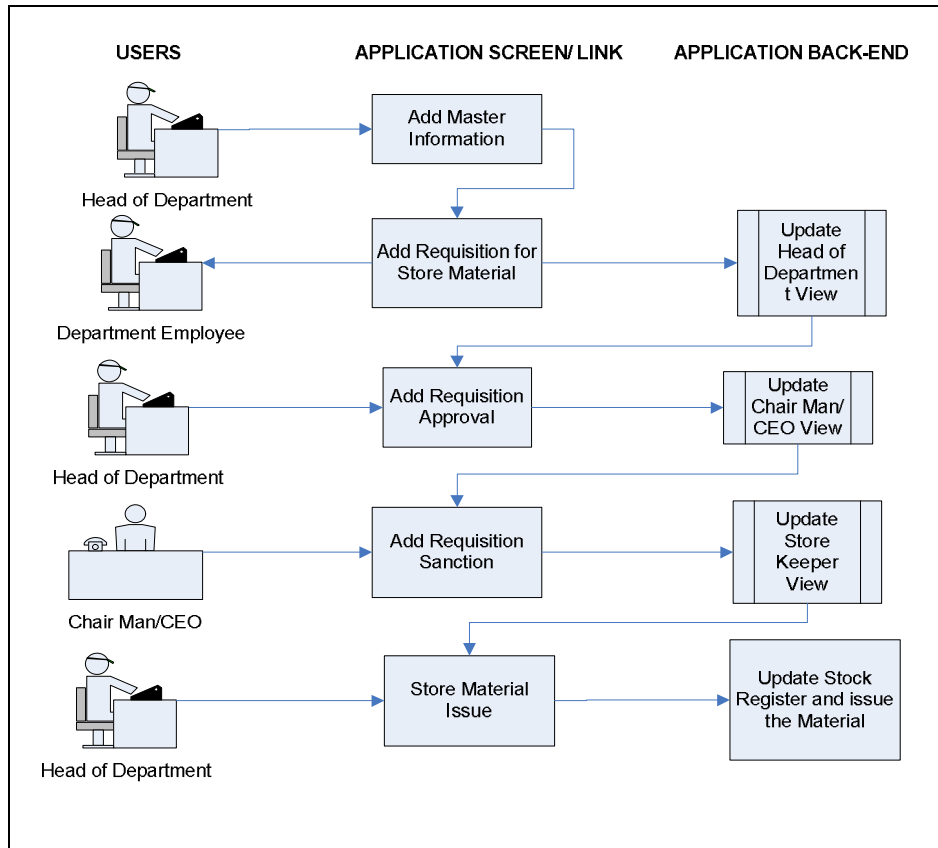 USERS
APPLICATION SCREEN/ LINK
APPLICATION BACK-END
Add Master
Information
Head of Department
Add Requisition for
Store Material
Update
Head of
Departmen
t View
Department Employee
Add Requisition
Approval
Update
Chair Man/
CEO View
Head of Department
Add Requisition
Sanction
Update
Store
Keeper
View
Chair Man/CEO
Store Material
Issue
Update Stock
Register and issue
the Material
Head of Department